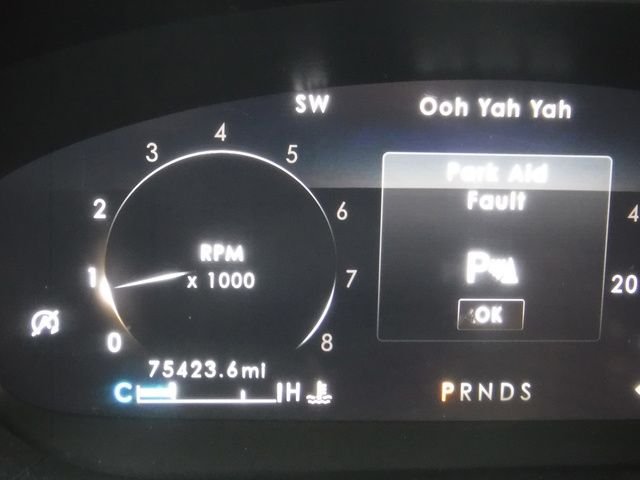 SW
Ooh Yah Yah
3 4 5
2 6
1 7
0 8
RPM
x 1000
Park Aid
Fault
P
OK
4
20
75423.6mi
C H
PRNDS